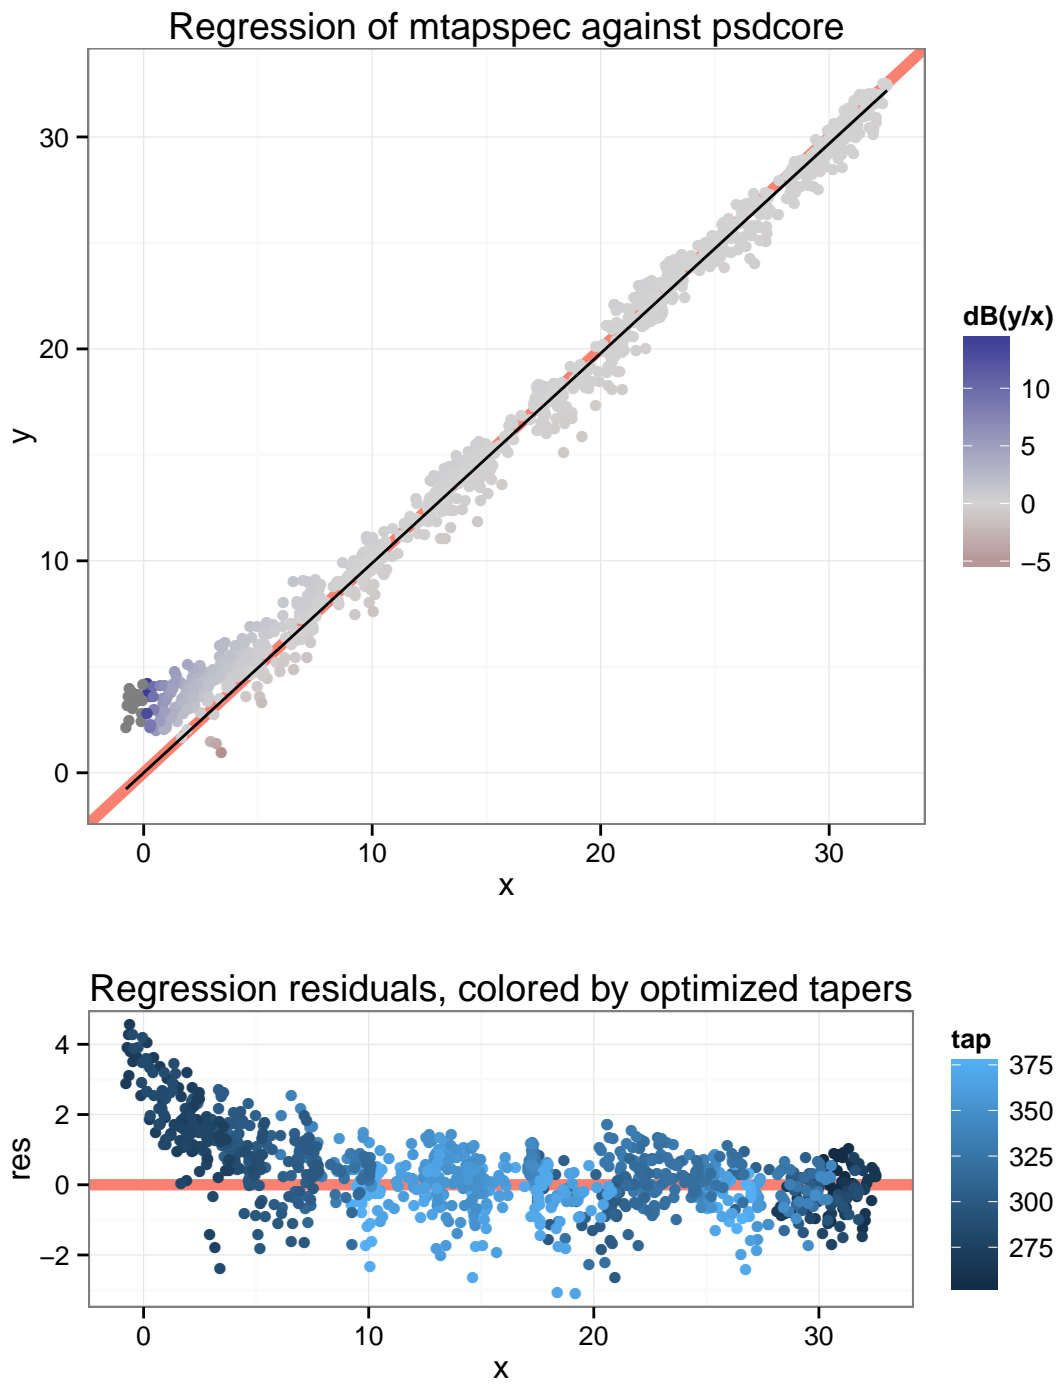 Regression of mtapspec against psdcore
30
20
10
0
y
0 10 20 30
x
dB(y/x)
10
5
0
−5
Regression residuals, colored by optimized tapers
4
2
0
−2
res
0 10 20 30
x
tap
375
350
325
300
275